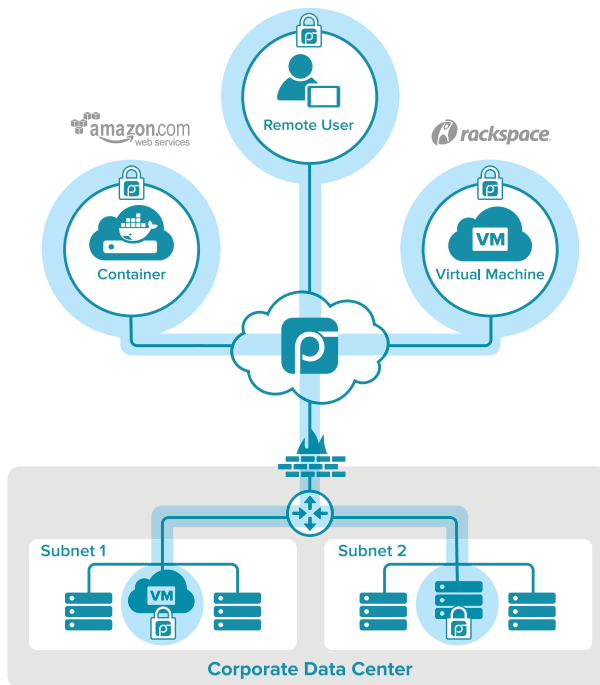 Remote User
amazon.com
web services
rackspace
Container
VM
Virtual Machine
Subnet 1
Subnet 2
VM
Corporate Data Center